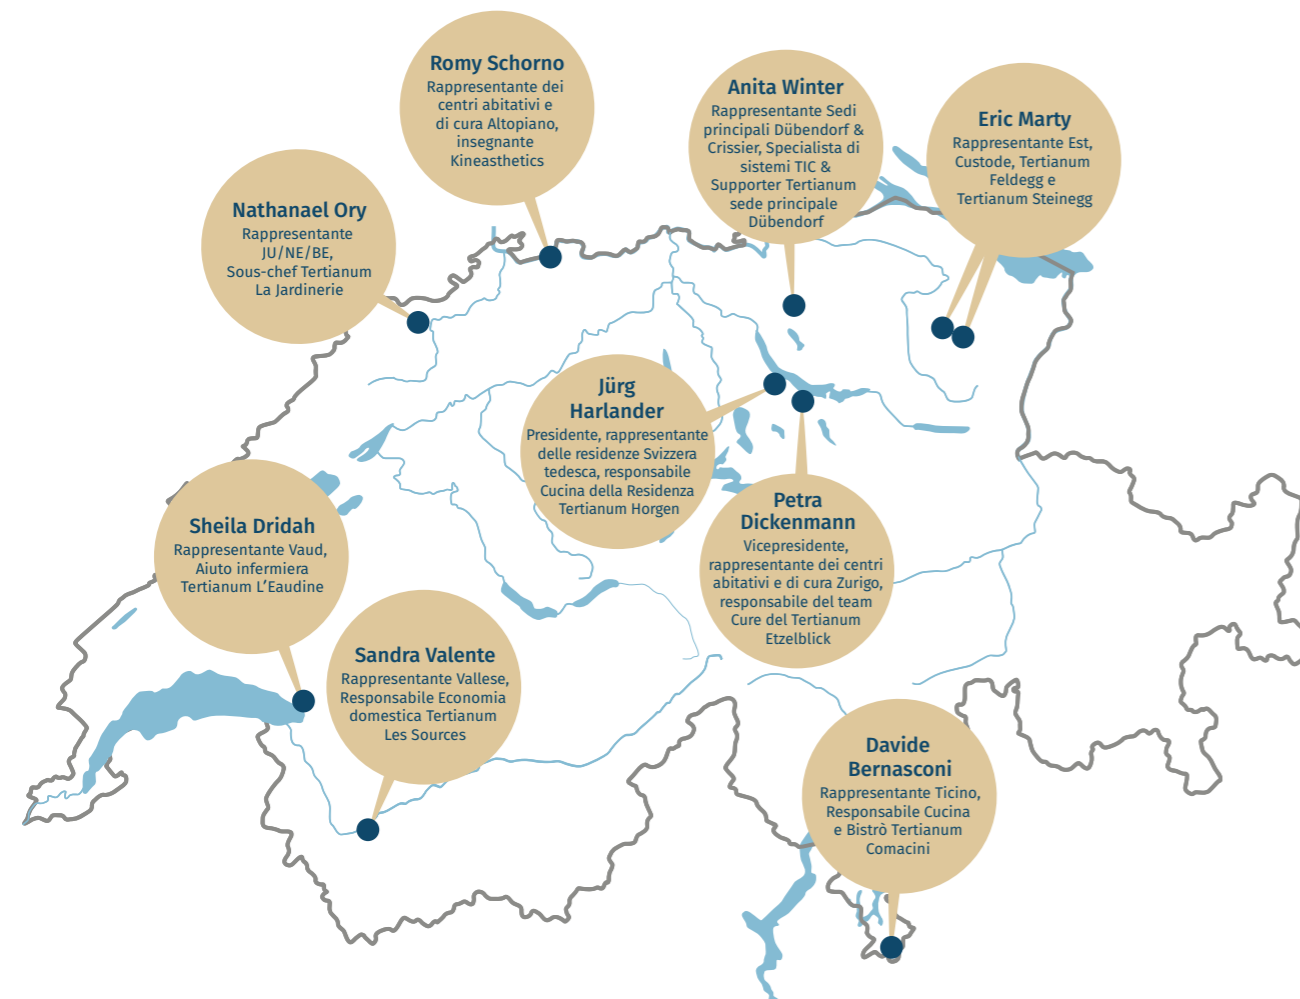 Romy Schorno
Rappresentante dei
centri abitativi e
di cura Altopiano,
insegnante
Kineasthetics
Anita Winter
Rappresentante Sedi
principali Dübendorf &
Crissier, Specialista di
sistemi TIC &
Supporter Tertianum
sede principale
Dübendorf
Eric Marty
Rappresentante Est,
Custode, Tertianum
Feldegg e
Tertianum Steinegg
Nathanael Ory
Rappresentante
JU/NE/BE,
Sous-chef Tertianum
La Jardinerie
Jürg
Harlander
Presidente, rappresentante
delle residenze Svizzera
tedesca, responsabile
Cucina della Residenza
Tertianum Horgen
Petra
Dickenmann
Vicepresidente,
rappresentante dei centri
abitativi e di cura Zurigo,
responsabile del team
Cure del Tertianum
Etzelblick
Sheila Dridah
Rappresentante Vaud,
Aiuto infermiera
Tertianum L’Eaudine
Sandra Valente
Rappresentante Vallese,
Responsabile Economia
domestica Tertianum
Les Sources
Davide
Bernasconi
Rappresentante Ticino,
Responsabile Cucina
e Bistrò Tertianum
Comacini